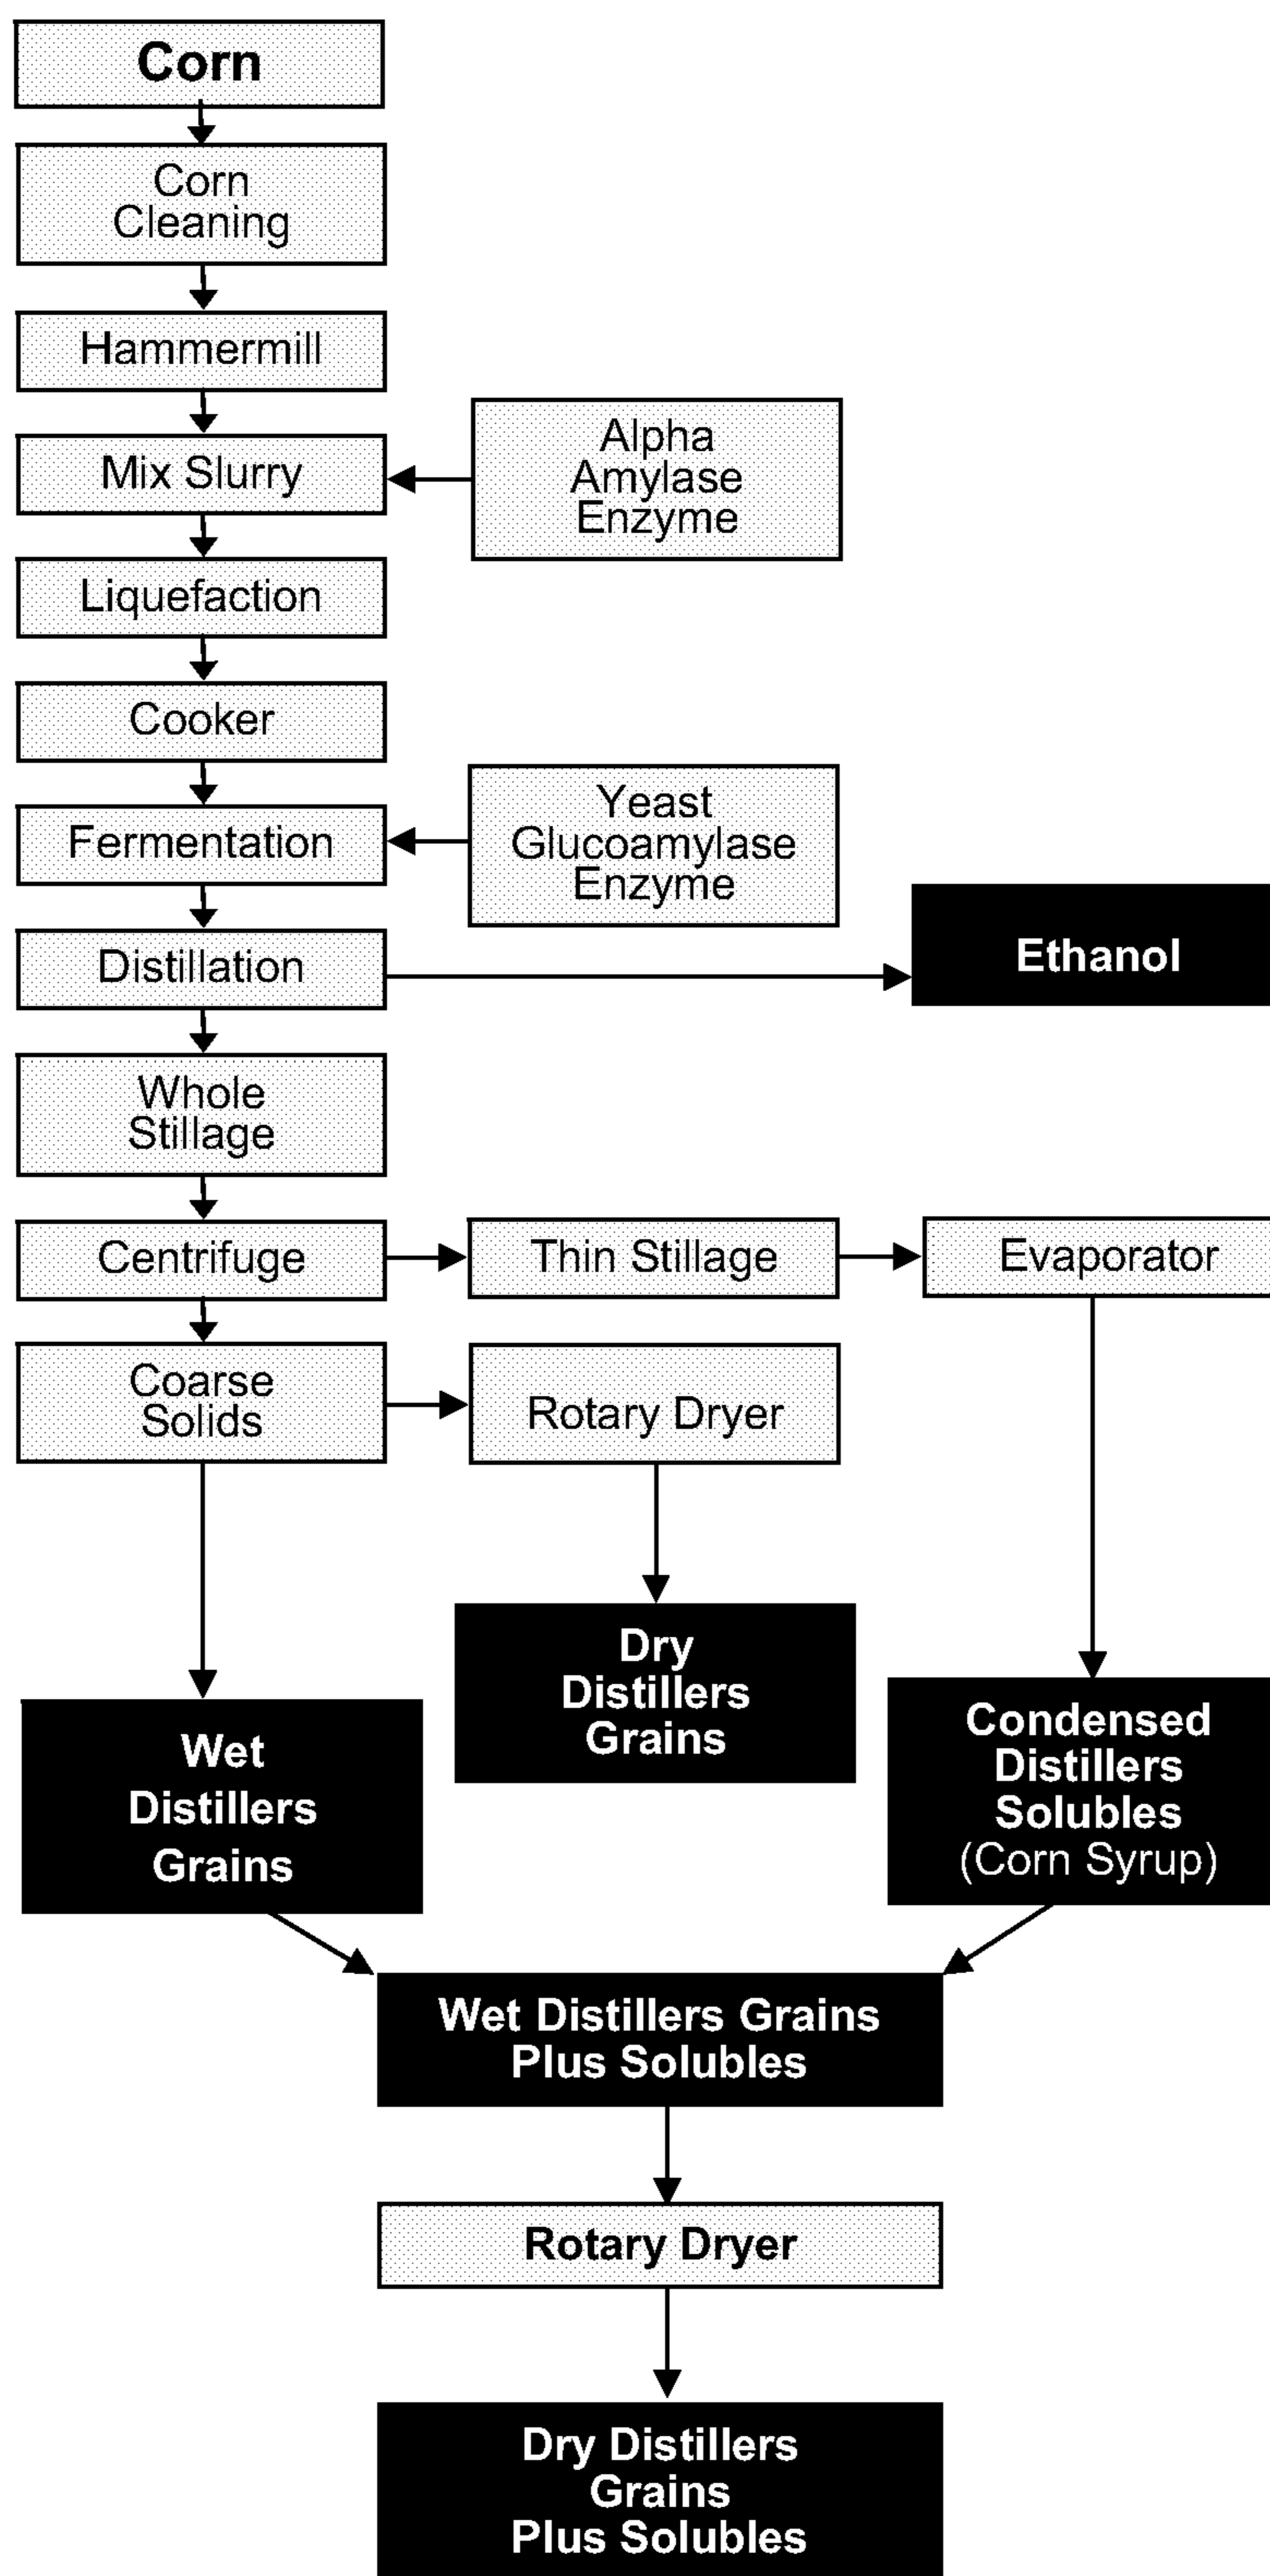 Corn
Corn
Cleaning
Hammermill
Mix Slurry
Alpha
Amylase
Enzyme
Liquefaction
Cooker
Fermentation
Yeast
Glucoamylase
Enzyme
Distillation
Ethanol
Whole
Stillage
Centrifuge
Thin Stillage
Evaporator
Coarse
Solids
Rotary Dryer
Dry
Distillers
Grains
Wet
Distillers
Grains
Condensed
Distillers
Solubles
(Corn Syrup)
Wet Distillers Grains
Plus Solubles
Rotary Dryer
Dry Distillers
Grains
Plus Solubles